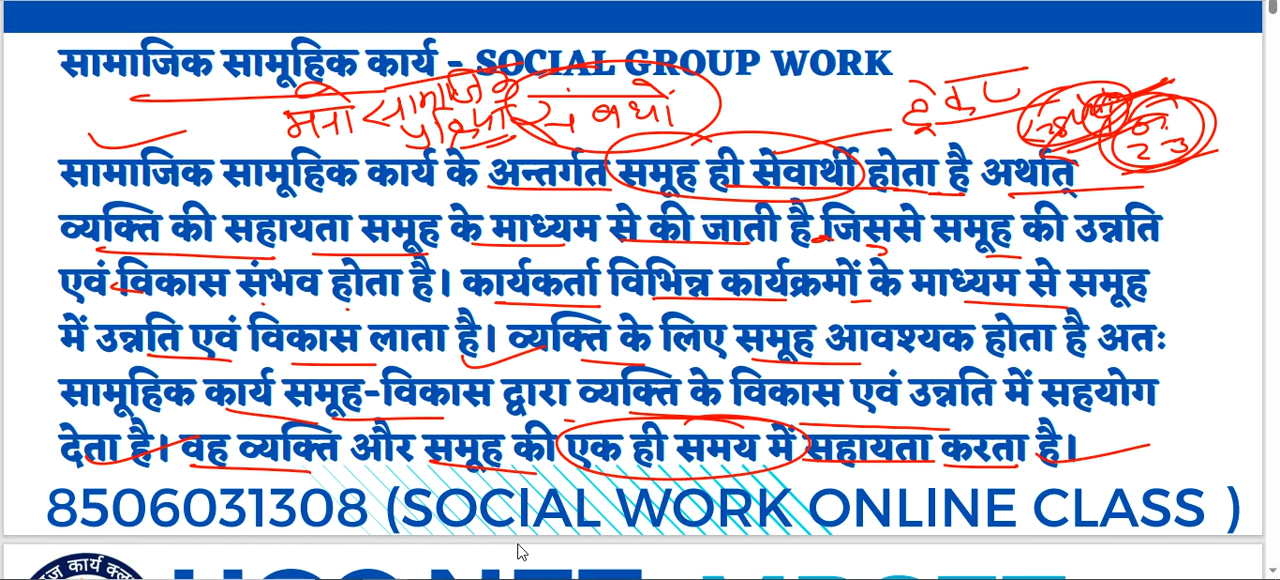 सामाजिक सामूहिक कार्य - SOCIAL GROUP WORK
मनो सामाजिक
संबधों
सामाजिक सामूहिक कार्य के अन्तर्गत समूह ही सेवार्थी होता है अर्थात्
व्यक्ति की सहायता समूह के माध्यम से की जाती है जिससे समूह की उन्नति
एवं विकास संभव होता है। कार्यकर्ता विभिन्न कार्यक्रमों के माध्यम से समूह
में उन्नति एवं विकास लाता है। व्यक्ति के लिए समूह आवश्यक होता है अतः
सामूहिक कार्य समूह-विकास द्वारा व्यक्ति के विकास एवं उन्नति में सहयोग
देता है। वह व्यक्ति और समूह की एक ही समय में सहायता करता है।
8506031308 (SOCIAL WORK ONLINE CLASS )